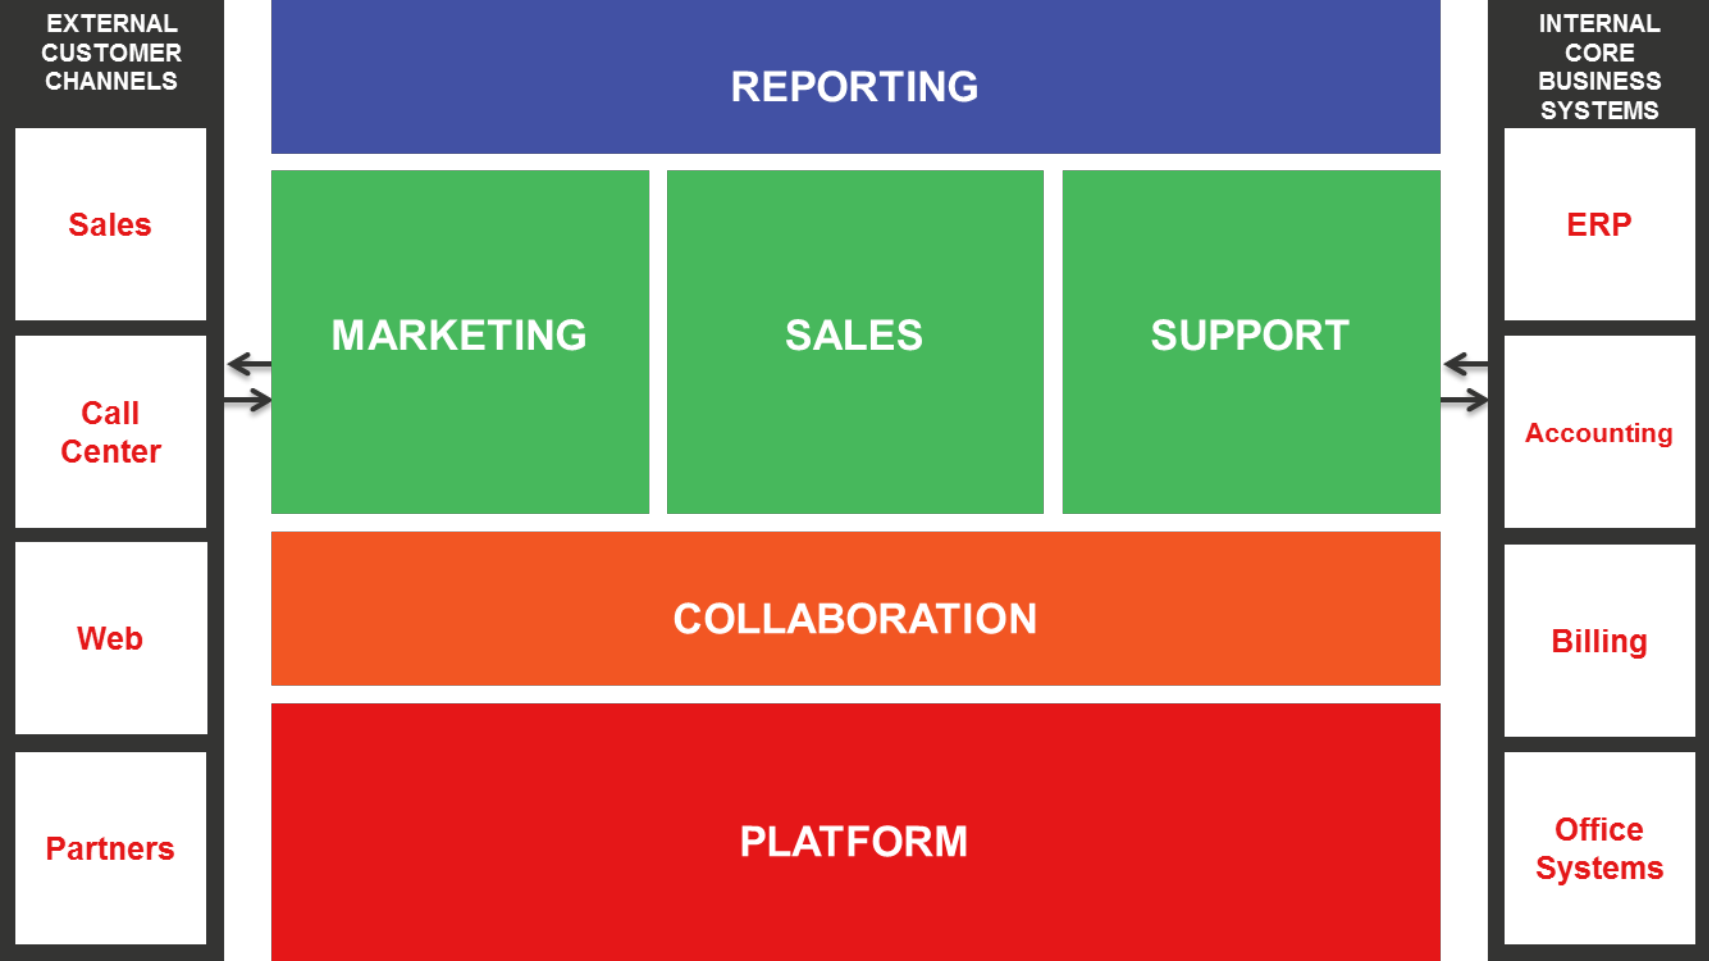 EXTERNAL
CUSTOMER
CHANNELS
Sales
Call
Center
Web
Partners
REPORTING
MARKETING
SALES
SUPPORT
COLLABORATION
PLATFORM
INTERNAL
CORE
BUSINESS
SYSTEMS
ERP
Accounting
Billing
Office
Systems